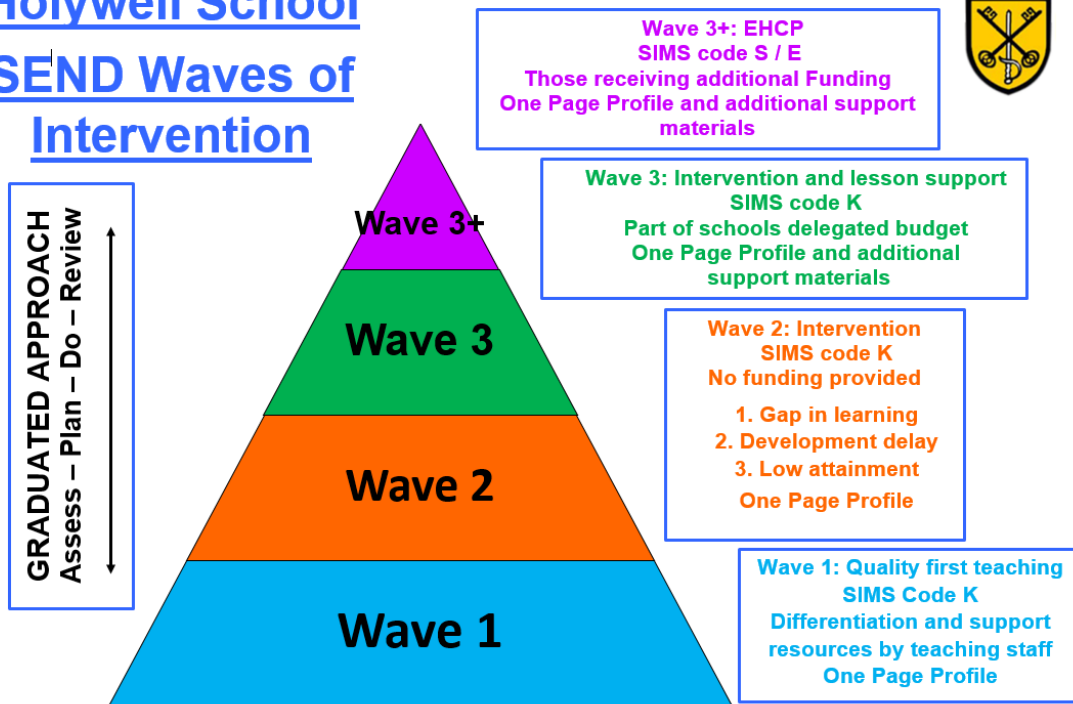 Holywell School
SEND Waves of
Intervention
Wave 3+: EHCP
SIMS code S / E
Those receiving additional Funding
One Page Profile and additional support
materials
Wave 3: Intervention and lesson support
SIMS code K
Part of schools delegated budget
One Page Profile and additional
support materials
Wave 2: Intervention
SIMS code K
No funding provided
1. Gap in learning
2. Development delay
3. Low attainment
One Page Profile
Wave 1: Quality first teaching
SIMS Code K
Differentiation and support
resources by teaching staff
One Page Profile
GRADUATED APPROACH
Assess – Plan – Do – Review
Wave 3+
Wave 3
Wave 2
Wave 1